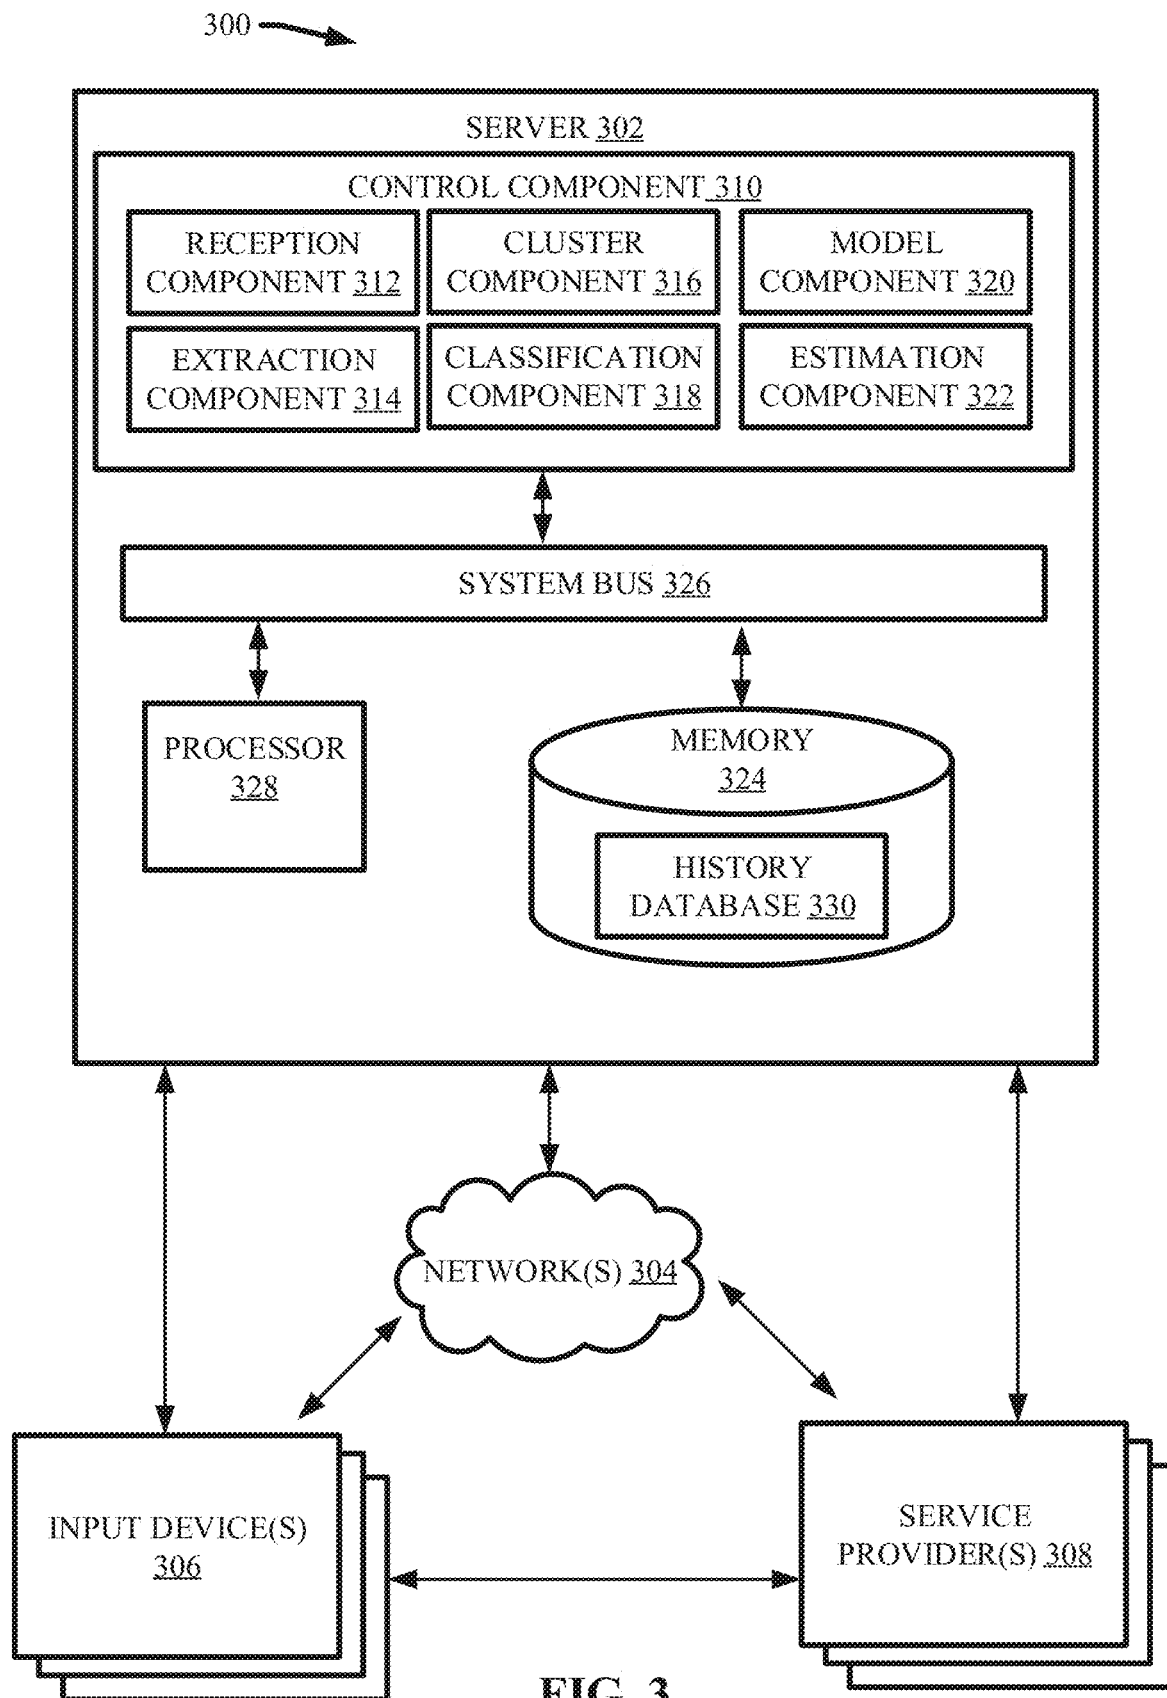 300
SERVER 302
CONTROL COMPONENT 310
RECEPTION
COMPONENT 312
CLUSTER
COMPONENT 316
MODEL
COMPONENT 320
EXTRACTION
COMPONENT 314
CLASSIFICATION
COMPONENT 318
ESTIMATION
COMPONENT 322
SYSTEM BUS 326
PROCESSOR
328
MEMORY
324
HISTORY
DATABASE 330
NETWORK(S) 304
INPUT DEVICE(S)
306
SERVICE
PROVIDER(S) 308
FIG. 3